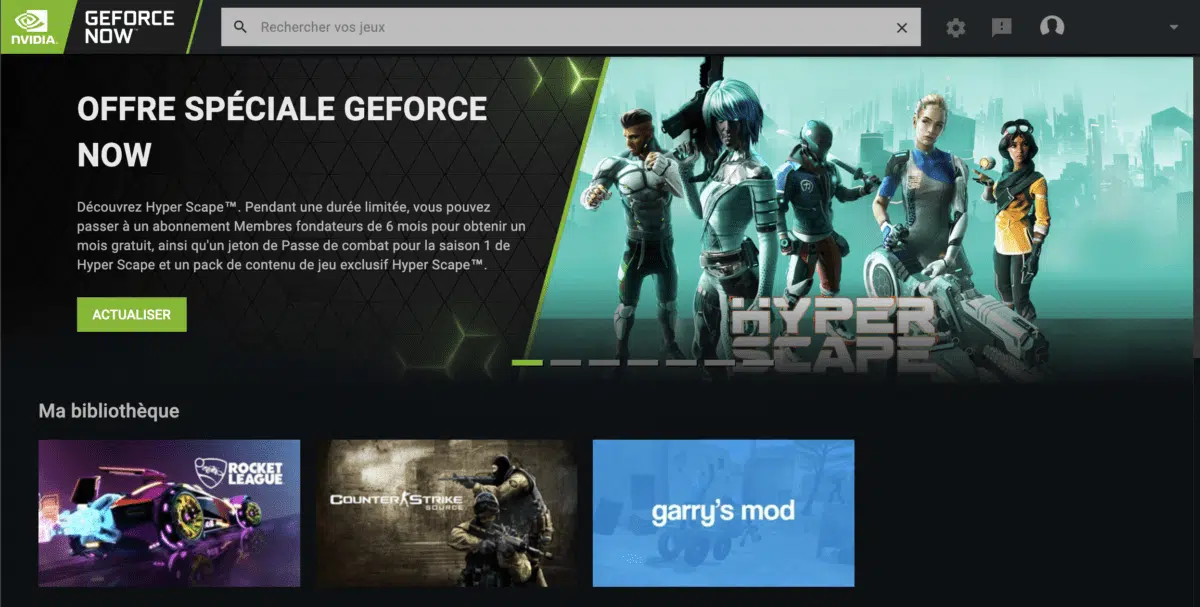 NVIDIA.
GEFORCE
NOW
Rechercher vos jeux
OFFRE SPÉCIALE GEFORCE
NOW
Découvrez Hyper Scape™. Pendant une durée limitée, vous pouvez
passer à un abonnement Membres fondateurs de 6 mois pour obtenir un
mois gratuit, ainsi qu'un jeton de Passe de combat pour la saison 1 de
Hyper Scape et un pack de contenu de jeu exclusif Hyper Scape™.
ACTUALISER
HYPER
SCAPE
Ma bibliothèque
ROCKET
LEAGUE
COUNTER STRIKE
SOURCE
garry's mod